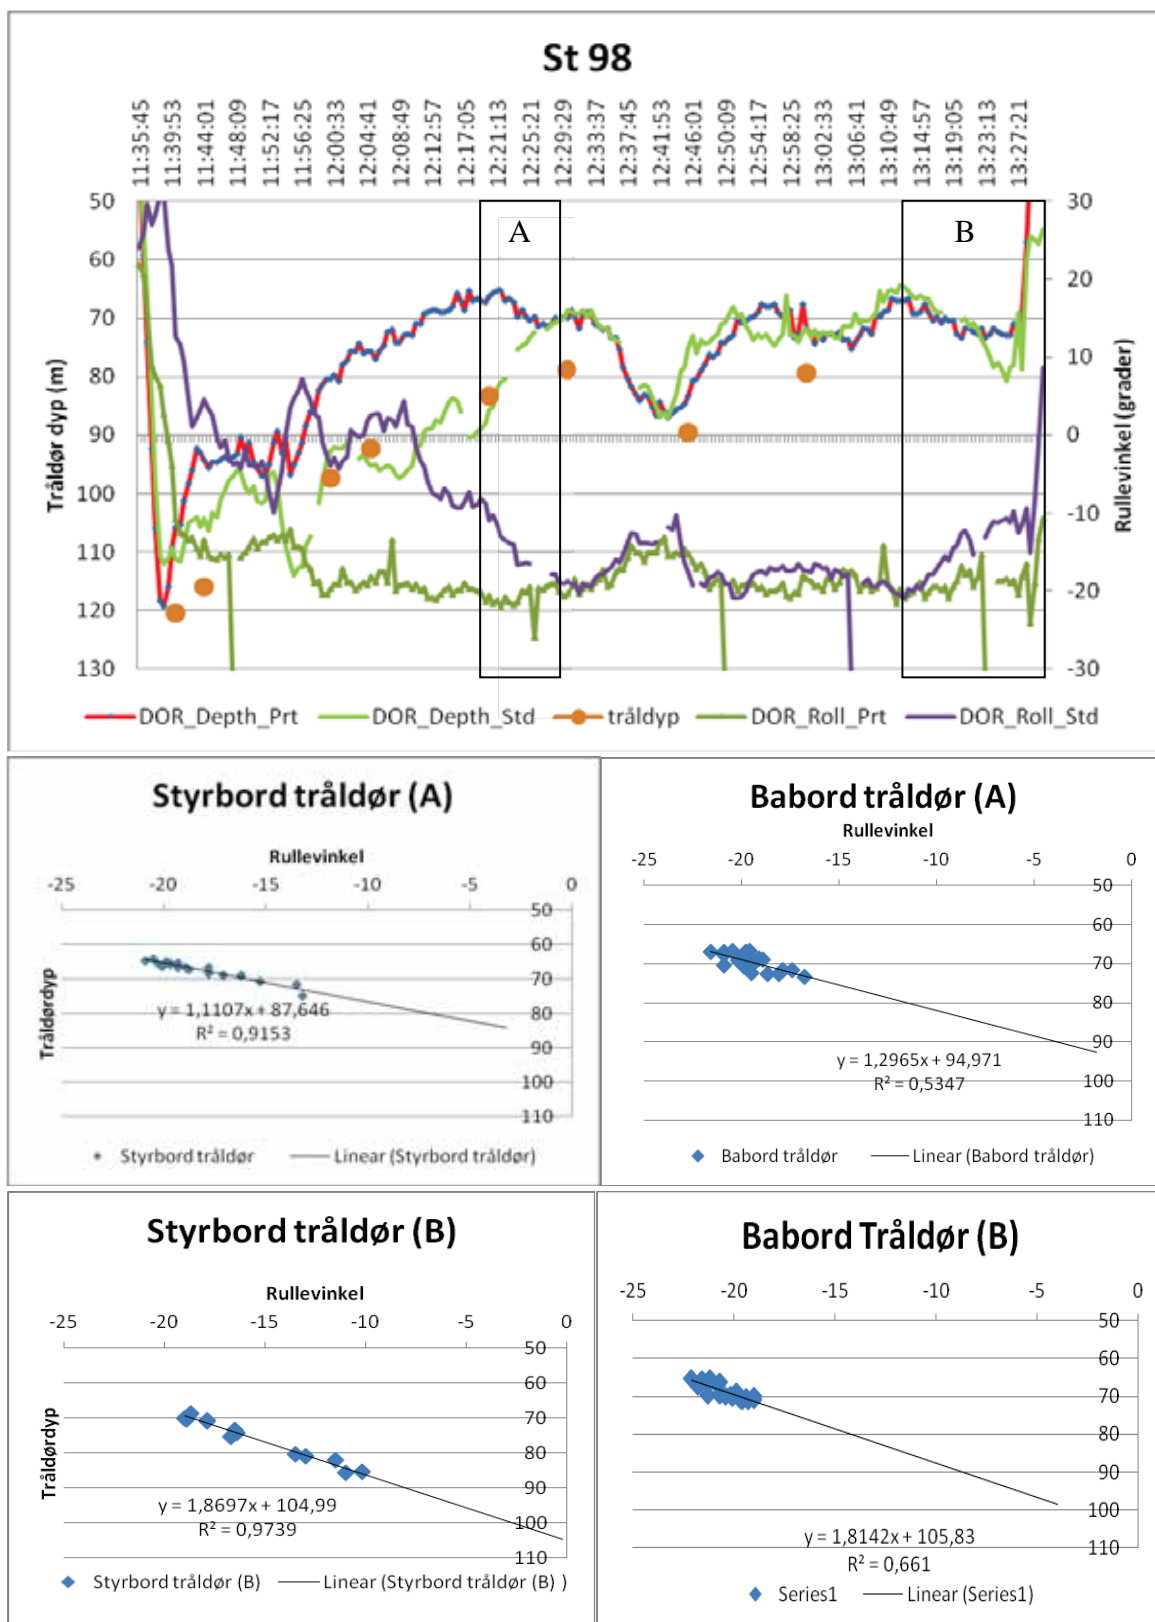 St 98
11:35:45 11:39:53 11:44:01 11:48:09 11:52:17 11:56:25 12:00:33 12:04:41 12:08:49 12:12:57 12:17:05 12:21:13 12:25:21 12:29:29 12:33:37 12:37:45 12:41:53 12:46:01 12:50:09 12:54:17 12:58:25 13:02:33 13:06:41 13:10:49 13:14:57 13:19:05 13:23:13 13:27:21
50 30
A B
60 20
70 10
80 0
90 -10
100 -20
110 -30
120
130
Tråldør dyp (m)
Rullevinkel (grader)
DOR_Depth_Prt DOR_Depth_Std tråldyp DOR_Roll_Prt DOR_Roll_Std
Styrbord tråldør (A)
Rullevinkel
-25 -20 -15 -10 -5 0
50
60
70
80
90
100
110
Tråldørdyp
y = 1,1107x + 87,646
R² = 0,9153
Styrbord tråldør Linear (Styrbord tråldør)
Babord tråldør (A)
Rullevinkel
-25 -20 -15 -10 -5 0
50
60
70
80
90
100
110
y = 1,2965x + 94,971
R² = 0,5347
Babord tråldør Linear (Babord tråldør)
Styrbord tråldør (B)
Rullevinkel
-25 -20 -15 -10 -5 0
50
60
70
80
90
100
110
Tråldørdyp
y = 1,8697x + 104,99
R² = 0,9739
Styrbord tråldør (B) Linear (Styrbord tråldør (B) )
Babord Tråldør (B)
-25 -20 -15 -10 -5 0
50
60
70
80
90
100
110
y = 1,8142x + 105,83
R² = 0,661
Series1 Linear (Series1)